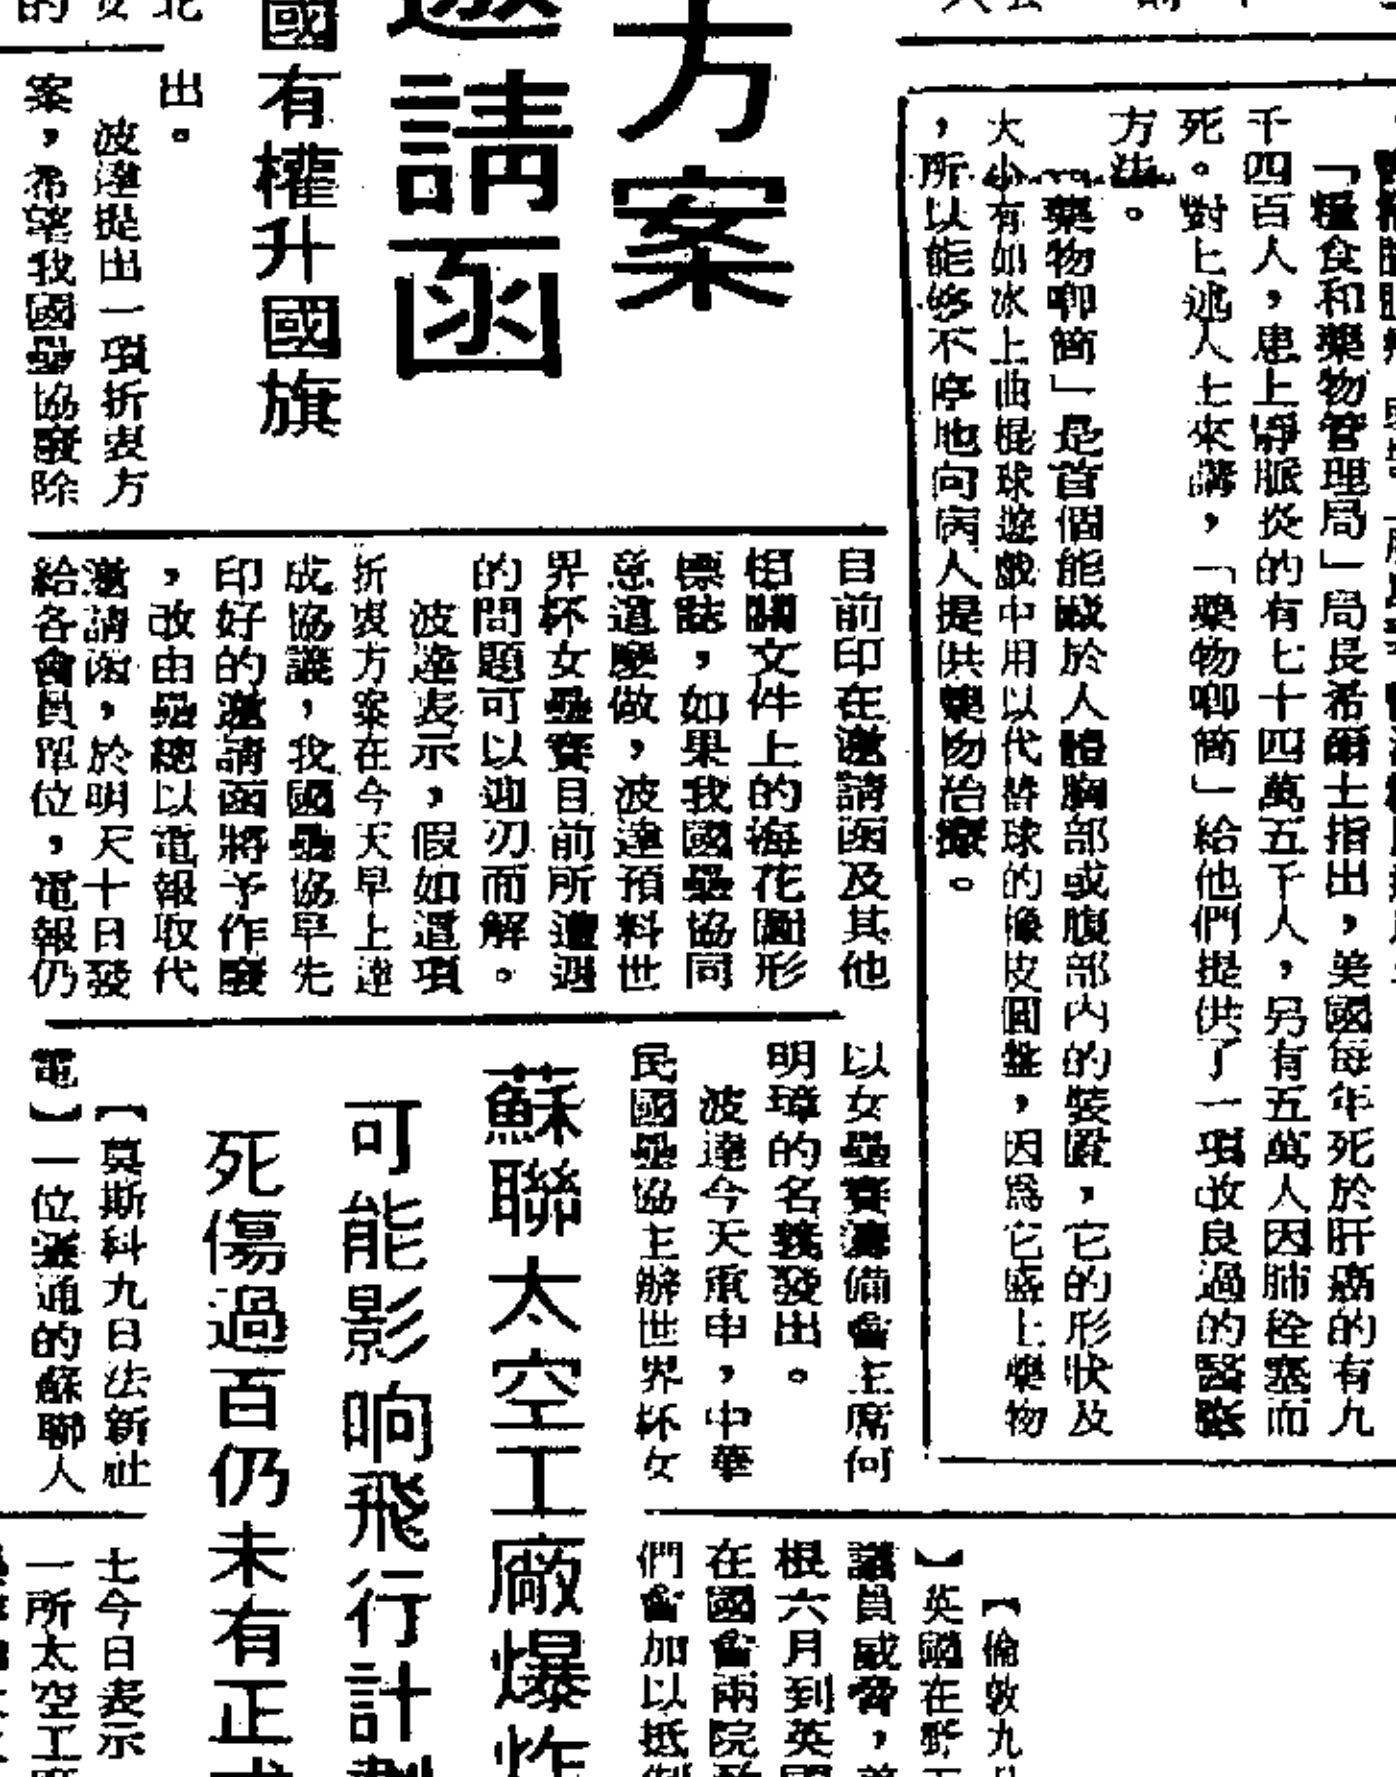 千四百人，患上靜脈炎的有七十四萬五千人，另有五萬人因肺栓塞而
死。對上述人士來講，「藥物唧筒」給他們提供了一項改良過的醫療
方法。
「藥物唧筒」是首個能藏於人體胸部或腹部內的裝置，它的形狀及
大小有如冰上曲棍球遊戲中用以代替球的橡皮圓盤，因爲它盛上藥物
，所以能够不停地向病人提供藥物治療。
「糧食和藥物管理局」局長希爾士指出，美國每年死於肝癌的有九
方案
邀請函
國有權升國旗
出。
波達提出一項折衷方
案，希望我國壘協廢除
目前印在邀請函及其他
相關文件上的梅花圖形
標誌，如果我國壘協同
意這麼做，波達預料世
界杯女壘賽目前所遭遇
的問題可以迎刃而解。
波達表示，假如這項
折衷方案在今天早上達
成協議，我國壘協早先
印好的邀請函將予作廢
，改由壘總以電報取代
邀請函，於明天十日發
給各會員單位，電報仍
以女壘賽籌備會主席何
明璋的名義發出。
波達今天重申，中華
民國壘協主辦世界杯女
蘇聯太空工廠爆炸
可能影响飛行計劃
死傷過百仍未有正式
【莫斯科九日法新社
電】一位靈通的蘇聯人
士今日表示
一所太空工
【倫敦九
】英國在野
議員威脅，
根六月到英國
在國會兩院
們會加以抵制